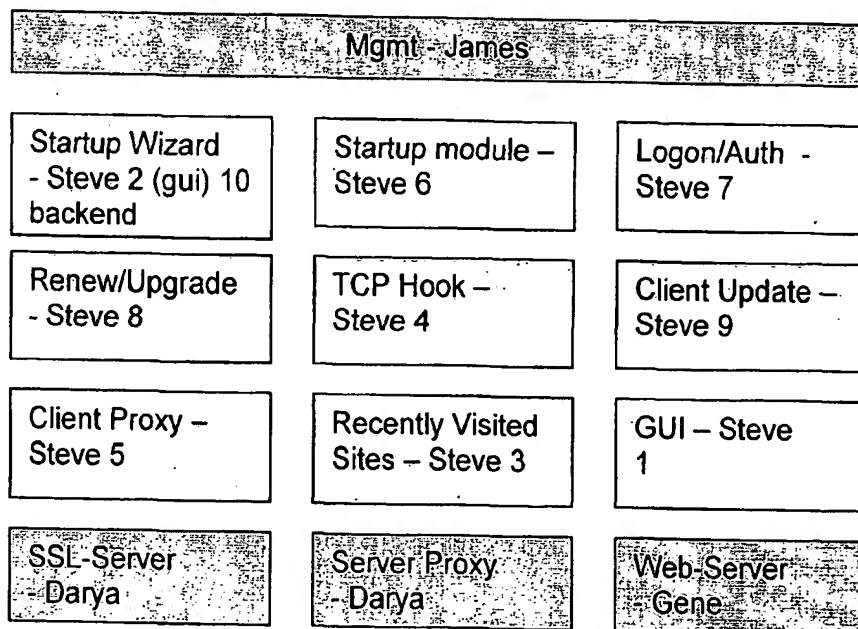 Mgmt - James
Startup Wizard
- Steve 2 (gui) 10
backend
Startup module –
Steve 6
Logon/Auth -
Steve 7
Renew/Upgrade
- Steve 8
TCP Hook –
Steve 4
Client Update –
Steve 9
Client Proxy –
Steve 5
Recently Visited
Sites – Steve 3
GUI – Steve
1
SSL-Server
- Darya
Server Proxy
- Darya
Web-Server
- Gene